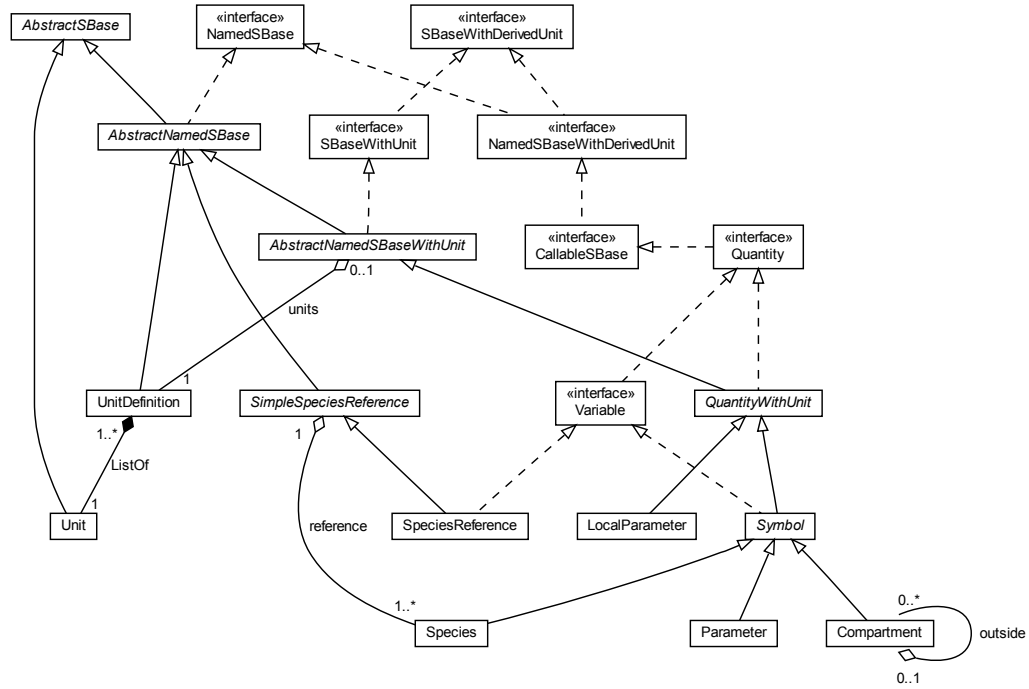 AbstractSBase
«interface»
NamedSBase
«interface»
SBaseWithDerivedUnit
AbstractNamedSBase
«interface»
SBaseWithUnit
«interface»
NamedSBaseWithDerivedUnit
AbstractNamedSBaseWithUnit
«interface»
CallableSBase
«interface»
Quantity
0..1
units
1
UnitDefinition
SimpleSpeciesReference
«interface»
Variable
QuantityWithUnit
1..*
1
ListOf
1
Unit
reference
SpeciesReference
LocalParameter
Symbol
1..*
0..*
Species
Parameter
Compartment
outside
0..1